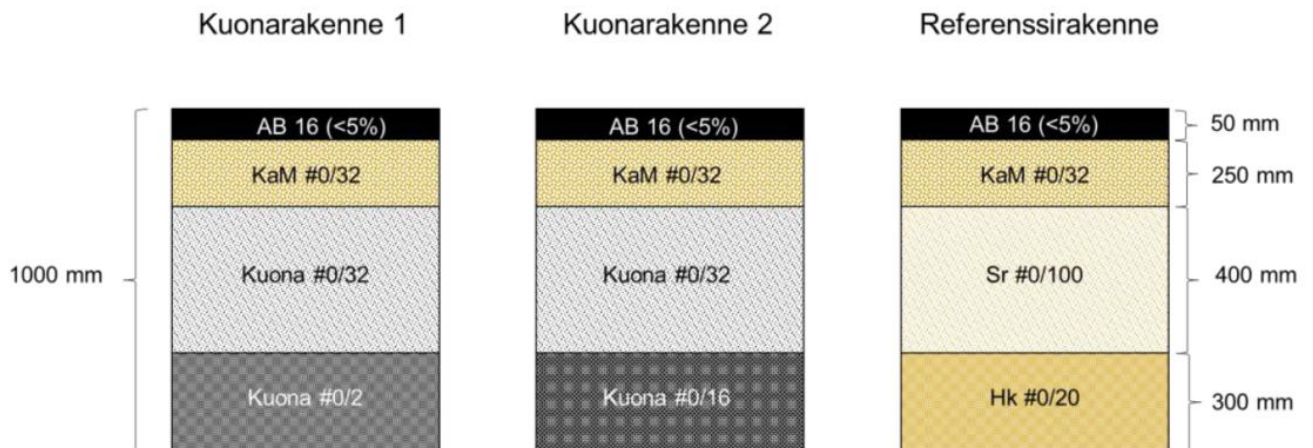 Kuonarakenne 1
Kuonarakenne 2
Referenssirakenne
AB 16 (<5%)
AB 16 (<5%)
AB 16 (<5%)
50 mm
KaM #0/32
KaM #0/32
KaM #0/32
250 mm
1000 mm
Kuona #0/32
Kuona #0/32
Sr #0/100
400 mm
Kuona #0/2
Kuona #0/16
Hk #0/20
300 mm